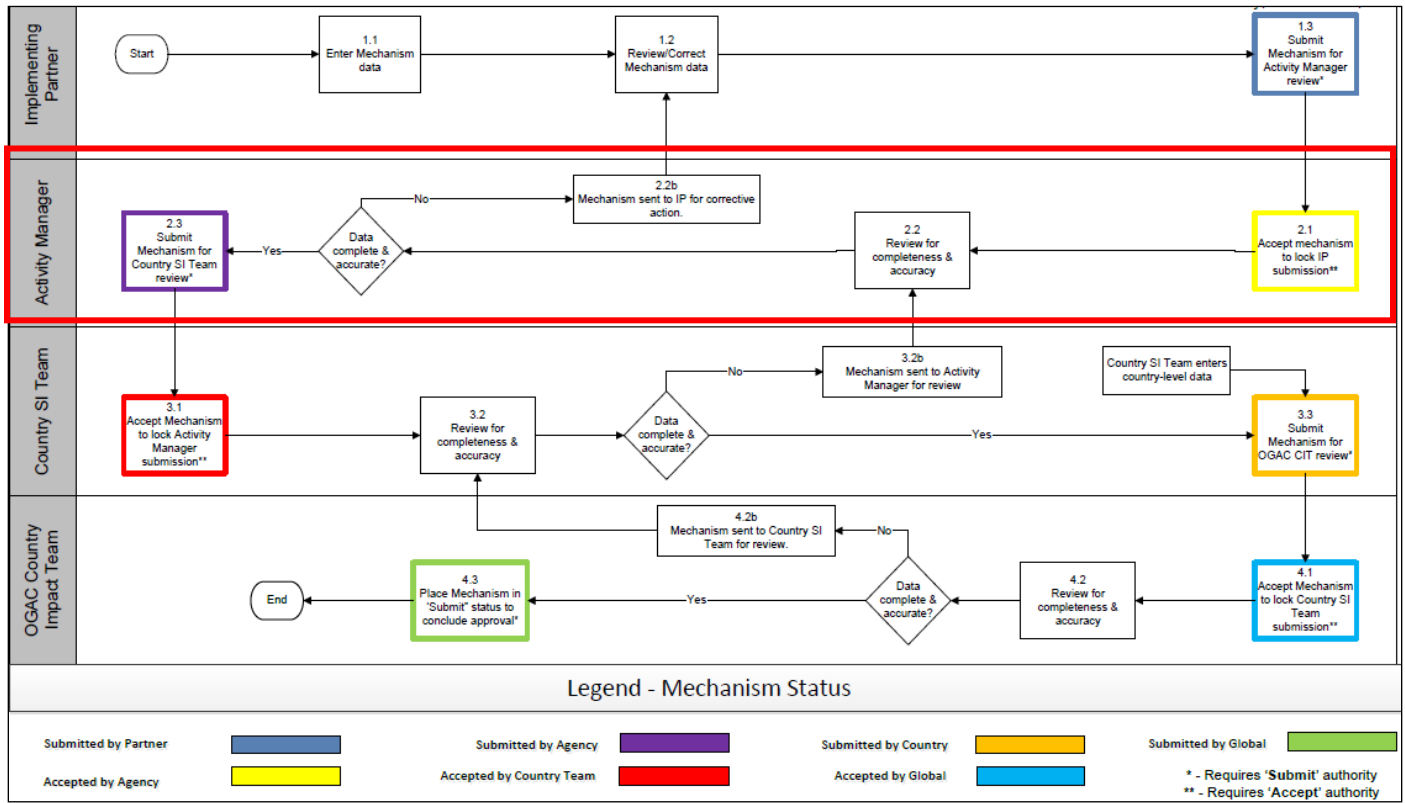 Implementing
Partner
Start
1.1
Enter Mechanism
data
1.2
Review/Correct
Mechanism data
1.3
Submit
Mechanism for
Activity Manager
review*
Activity Manager
2.3
Submit
Mechanism for
Country SI Team
review*
Yes
Data
complete &
accurate?
No
2.2b
Mechanism sent to IP for corrective
action.
2.2
Review for
completeness &
accuracy
2.1
Accept mechanism
to lock IP
submission**
Country SI Team
3.1
Accept Mechanism
to lock Activity
Manager
submission**
3.2
Review for
completeness &
accuracy
Data
complete &
accurate?
No
3.2b
Mechanism sent to Activity
Manager for review
Yes
Country SI Team enters
country-level data
3.3
Submit
Mechanism for
OGAC CIT review*
OGAC Country
Impact Team
End
4.3
Place Mechanism in
'Submit" status to
conclude approval*
4.2b
Mechanism sent to Country SI
Team for review.
No
Yes
Data
complete &
accurate?
4.2
Review for
completeness &
accuracy
4.1
Accept Mechanism
to lock Country SI
Team
submission**
Legend - Mechanism Status
Submitted by Partner
Submitted by Agency
Submitted by Country
Submitted by Global
Accepted by Agency
Accepted by Country Team
Accepted by Global
* - Requires 'Submit' authority
** - Requires 'Accept' authority